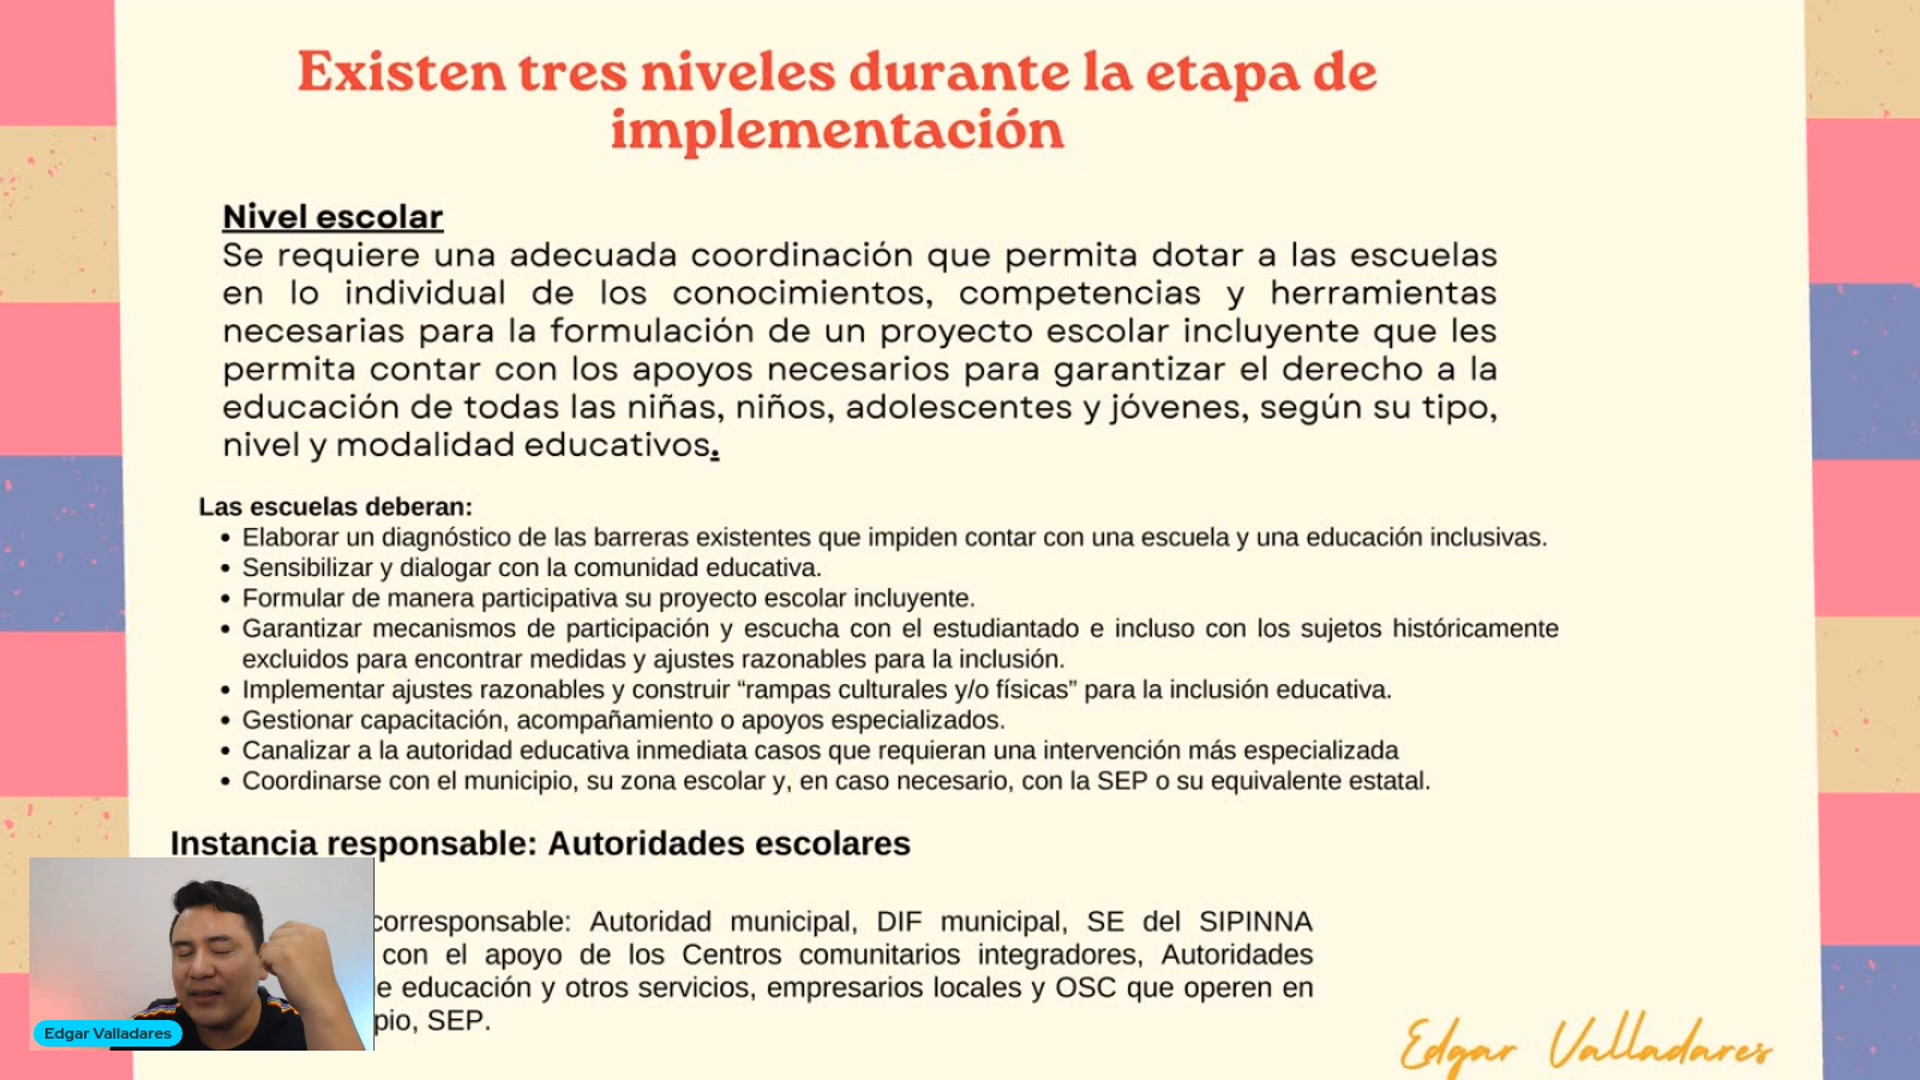 Existen tres niveles durante la etapa de
implementación
Nivel escolar
Se requiere una adecuada coordinación que permita dotar a las escuelas
en lo individual de los conocimientos, competencias y herramientas
necesarias para la formulación de un proyecto escolar incluyente que les
permita contar con los apoyos necesarios para garantizar el derecho a la
educación de todas las niñas, niños, adolescentes y jóvenes, según su tipo,
nivel y modalidad educativos.
Las escuelas deberan:
• Elaborar un diagnóstico de las barreras existentes que impiden contar con una escuela y una educación inclusivas.
• Sensibilizar y dialogar con la comunidad educativa.
• Formular de manera participativa su proyecto escolar incluyente.
• Garantizar mecanismos de participación y escucha con el estudiantado e incluso con los sujetos históricamente
excluidos para encontrar medidas y ajustes razonables para la inclusión.
• Implementar ajustes razonables y construir “rampas culturales y/o físicas” para la inclusión educativa.
• Gestionar capacitación, acompañamiento o apoyos especializados.
• Canalizar a la autoridad educativa inmediata casos que requieran una intervención más especializada
• Coordinarse con el municipio, su zona escolar y, en caso necesario, con la SEP o su equivalente estatal.
Instancia responsable: Autoridades escolares
corresponsable: Autoridad municipal, DIF municipal, SE del SIPINNA
con el apoyo de los Centros comunitarios integradores, Autoridades
e educación y otros servicios, empresarios locales y OSC que operen en
pio, SEP.
Edgar Valladares
Edgar Valladares